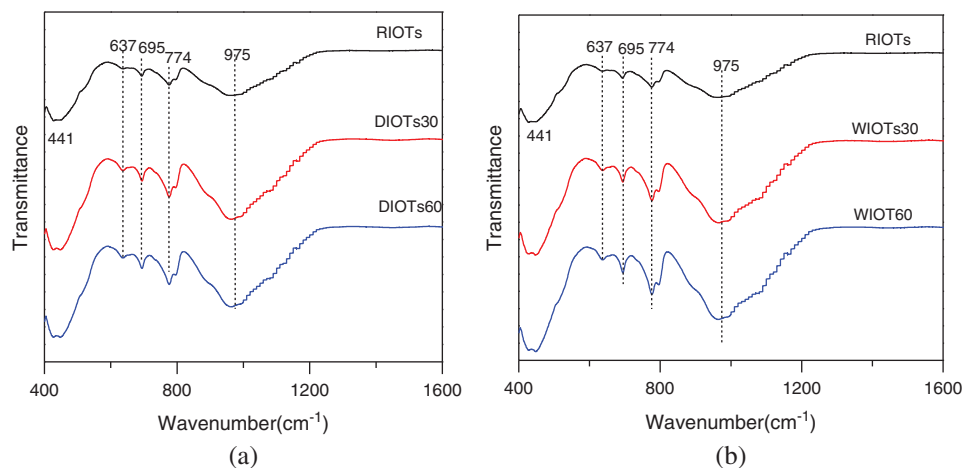 637 695 774 975 RIOTs
441
DIOTs30
DIOTs60
Transmittance
400 800 1200 1600
Wavenumber(cm-1)
(a)
637 695 774 975 RIOTs
441
WIOTs30
WIOT60
Transmittance
400 800 1200 1600
Wavenumber(cm-1)
(b)